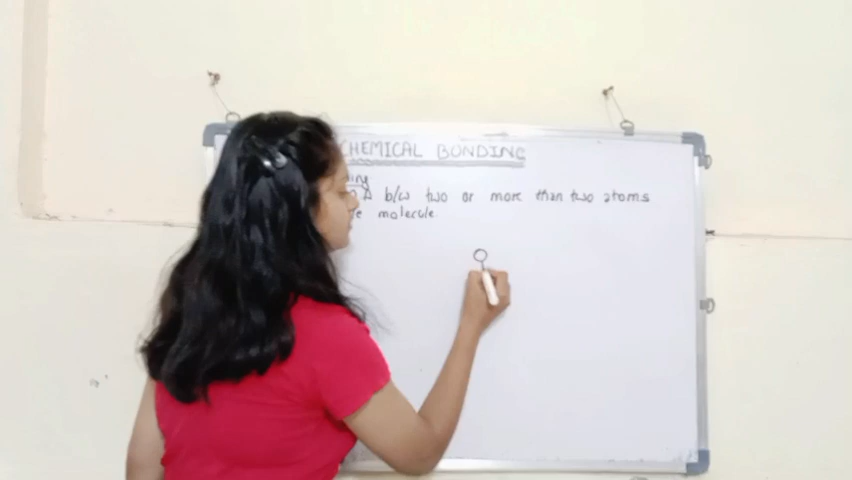 CHEMICAL BONDING
b/w two or more than two atoms
molecule.